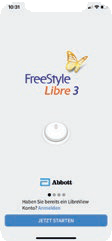 10:31
FreeStyle
Libre 3
Abbott
Haben Sie bereits ein LibreView
Konto? Anmelden
JETZT STARTEN